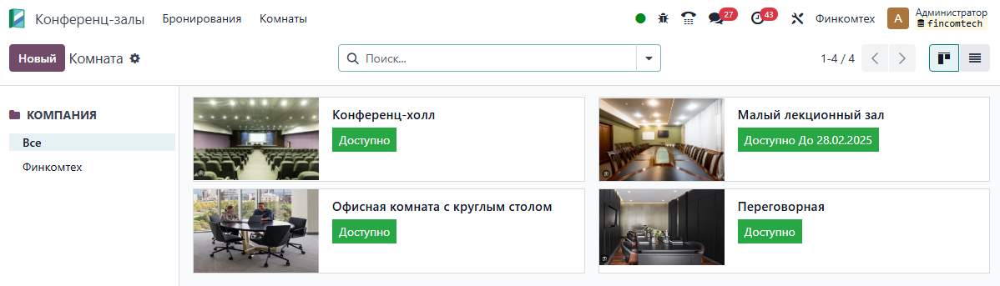 Конференц-залы Бронирования Комнаты 27 43 Финкомтех А Администратор
fincomtech
Новый Комната Поиск... 1-4 / 4
КОМПАНИЯ
Все
Финкомтех
Конференц-холл
Доступно
Малый лекционный зал
Доступно До 28.02.2025
Офисная комната с круглым столом
Доступно
Переговорная
Доступно